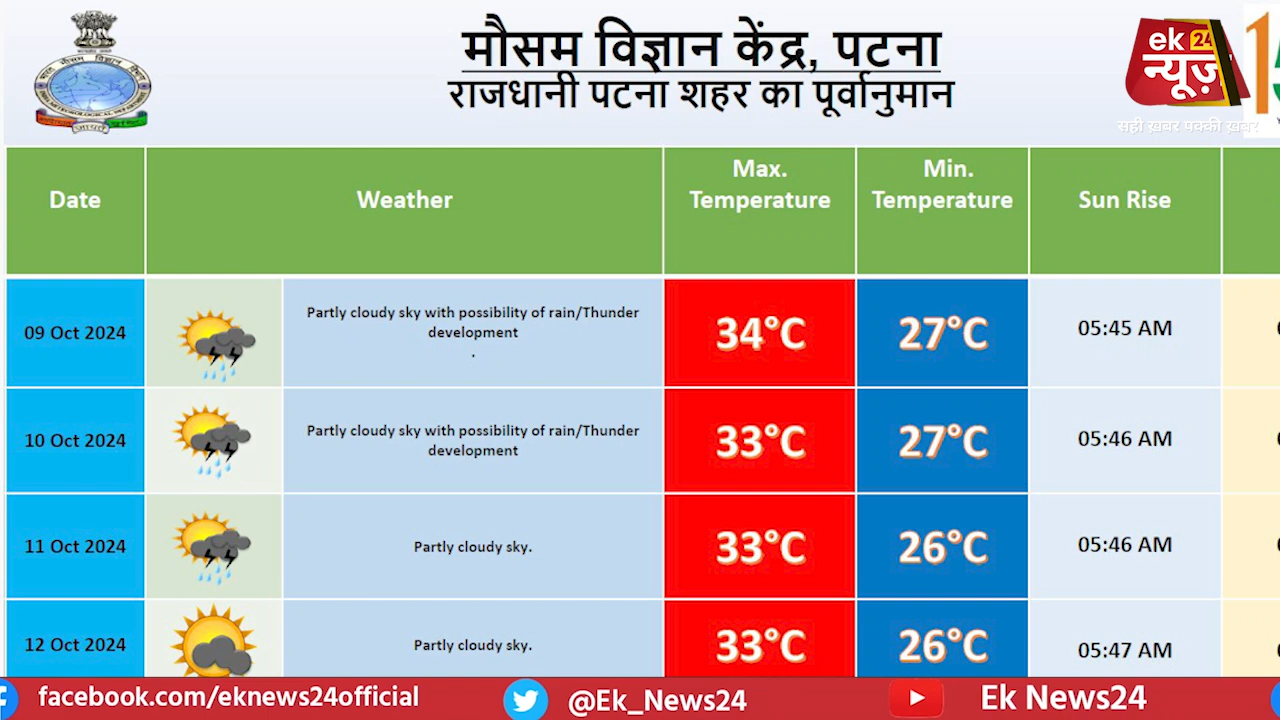 मौसम विज्ञान केंद्र, पटना
राजधानी पटना शहर का पूर्वानुमान
ek 24
न्यूज़
सही ख़बर पक्की ख़बर
Date
Weather
Max.
Temperature
Min.
Temperature
Sun Rise
09 Oct 2024
Partly cloudy sky with possibility of rain/Thunder
development
.
34°C
27°C
05:45 AM
10 Oct 2024
Partly cloudy sky with possibility of rain/Thunder
development
33°C
27°C
05:46 AM
11 Oct 2024
Partly cloudy sky.
33°C
26°C
05:46 AM
12 Oct 2024
Partly cloudy sky.
33°C
26°C
05:47 AM
facebook.com/eknews24official
@Ek_News24
Ek News24